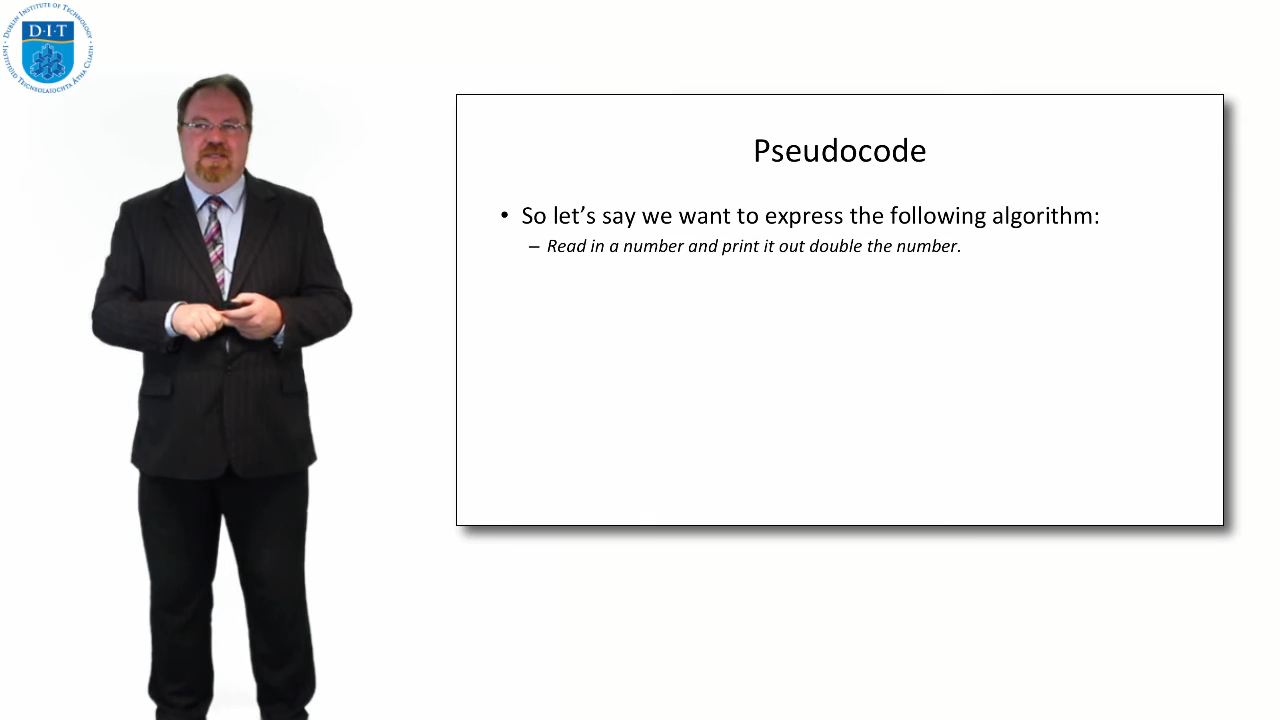 DUBLIN INSTITUTE OF TECHNOLOGY
INSTITIÚID TEICNEOLAÍOCHTA ÁTHA CLIATH
D·I·T
Pseudocode
• So let’s say we want to express the following algorithm:
– Read in a number and print it out double the number.